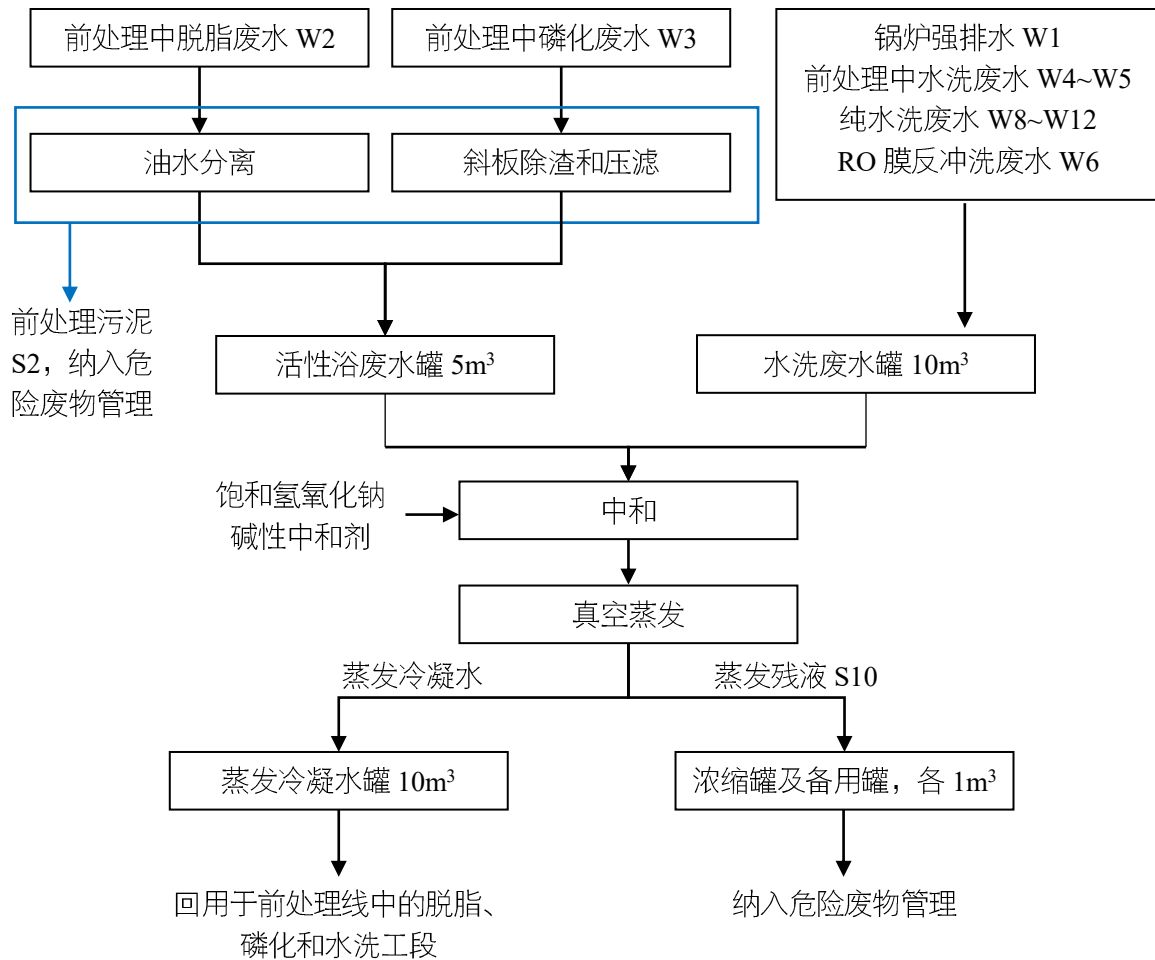 前处理中脱脂废水 W2
前处理中磷化废水 W3
锅炉强排水 W1
前处理中水洗废水 W4~W5
纯水洗废水 W8~W12
RO 膜反冲洗废水 W6
油水分离
斜板除渣和压滤
前处理污泥
S2，纳入危
险废物管理
活性浴废水罐 5m³
水洗废水罐 10m³
饱和氢氧化钠
碱性中和剂
中和
真空蒸发
蒸发冷凝水
蒸发残液 S10
蒸发冷凝水罐 10m³
浓缩罐及备用罐，各 1m³
回用于前处理线中的脱脂、
磷化和水洗工段
纳入危险废物管理